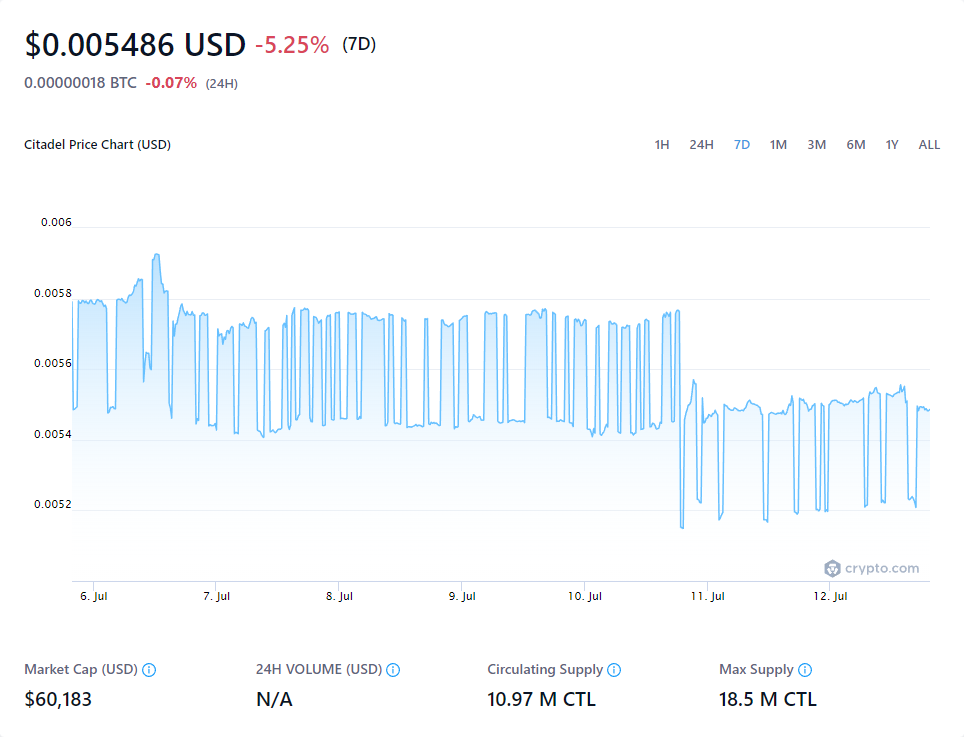 $0.005486 USD -5.25% (7D)
0.00000018 BTC -0.07% (24H)
Citadel Price Chart (USD)
1H 24H 7D 1M 3M 6M 1Y ALL
0.006
0.0058
0.0056
0.0054
0.0052
crypto.com
6. Jul 7. Jul 8. Jul 9. Jul 10. Jul 11. Jul 12. Jul
Market Cap (USD) 24H VOLUME (USD) Circulating Supply Max Supply
$60,183 N/A 10.97 M CTL 18.5 M CTL